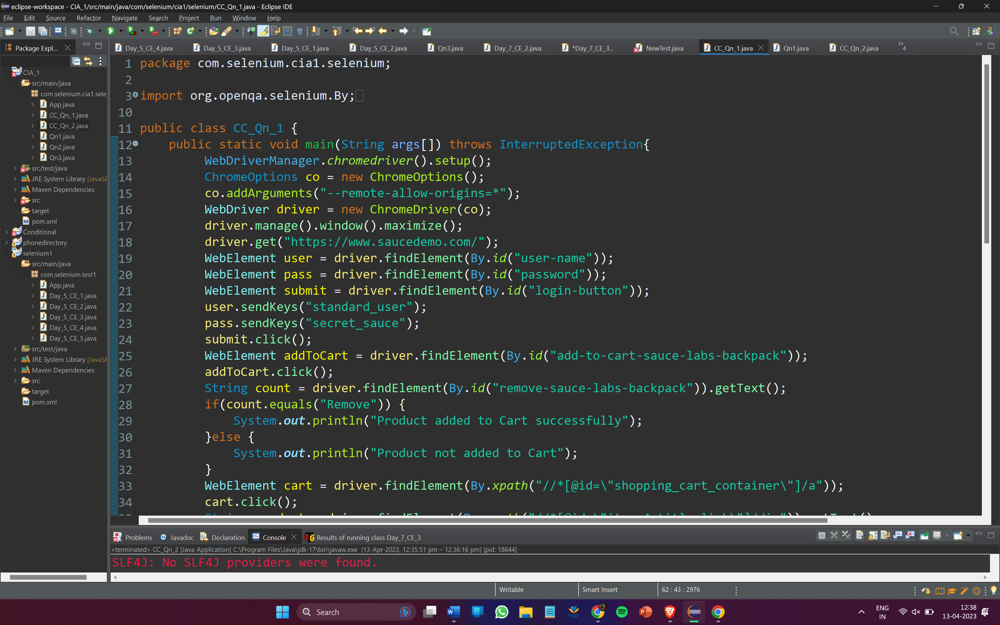 eclipse-workspace - CIA_1/src/main/java/com/selenium/cia1/selenium/CC_Qn_1.java - Eclipse IDE
File Edit Source Refactor Navigate Search Project Run Window Help
Package Expl...
Day_5_CE_4.java Day_5_CE_3.java Day_5_CE_1.java Day_5_CE_2.java Qn3.java Day_7_CE_2.java *Day_7_CE_3... NewTest.java CC_Qn_1.java Qn1.java CC_Qn_2.java 4
CIA_1
src/main/java
com.selenium.cia1.sele
App.java
CC_Qn_1.java
CC_Qn_2.java
Qn1.java
Qn2.java
Qn3.java
src/test/java
JRE System Library [JavaSE
Maven Dependencies
src
target
pom.xml
Conditional
phonedirectory
selenium1
src/main/java
com.selenium.test1
App.java
Day_5_CE_1.java
Day_5_CE_2.java
Day_5_CE_3.java
Day_5_CE_4.java
Day_5_CE_5.java
src/test/java
JRE System Library [JavaSE
Maven Dependencies
src
target
pom.xml
1 package com.selenium.cia1.selenium;
2
3 import org.openqa.selenium.By;
10
11 public class CC_Qn_1 {
12 public static void main(String args[]) throws InterruptedException{
13 WebDriverManager.chromedriver().setup();
14 ChromeOptions co = new ChromeOptions();
15 co.addArguments("--remote-allow-origins=*");
16 WebDriver driver = new ChromeDriver(co);
17 driver.manage().window().maximize();
18 driver.get("https://www.saucedemo.com/");
19 WebElement user = driver.findElement(By.id("user-name"));
20 WebElement pass = driver.findElement(By.id("password"));
21 WebElement submit = driver.findElement(By.id("login-button"));
22 user.sendKeys("standard_user");
23 pass.sendKeys("secret_sauce");
24 submit.click();
25 WebElement addToCart = driver.findElement(By.id("add-to-cart-sauce-labs-backpack"));
26 addToCart.click();
27 String count = driver.findElement(By.id("remove-sauce-labs-backpack")).getText();
28 if(count.equals("Remove")) {
29 System.out.println("Product added to Cart successfully");
30 }else {
31 System.out.println("Product not added to Cart");
32 }
33 WebElement cart = driver.findElement(By.xpath("//*[@id=\"shopping_cart_container\"]/a"));
34 cart.click();
Problems Javadoc Declaration Console Results of running class Day_7_CE_3
<terminated> CC_Qn_2 [Java Application] C:\Program Files\Java\jdk-17\bin\javaw.exe (13-Apr-2023, 12:35:51 pm – 12:36:16 pm) [pid: 18644]
SLF4J: No SLF4J providers were found.
Writable Smart Insert 62 : 43 : 2976
Search
ENG
IN
12:38
13-04-2023